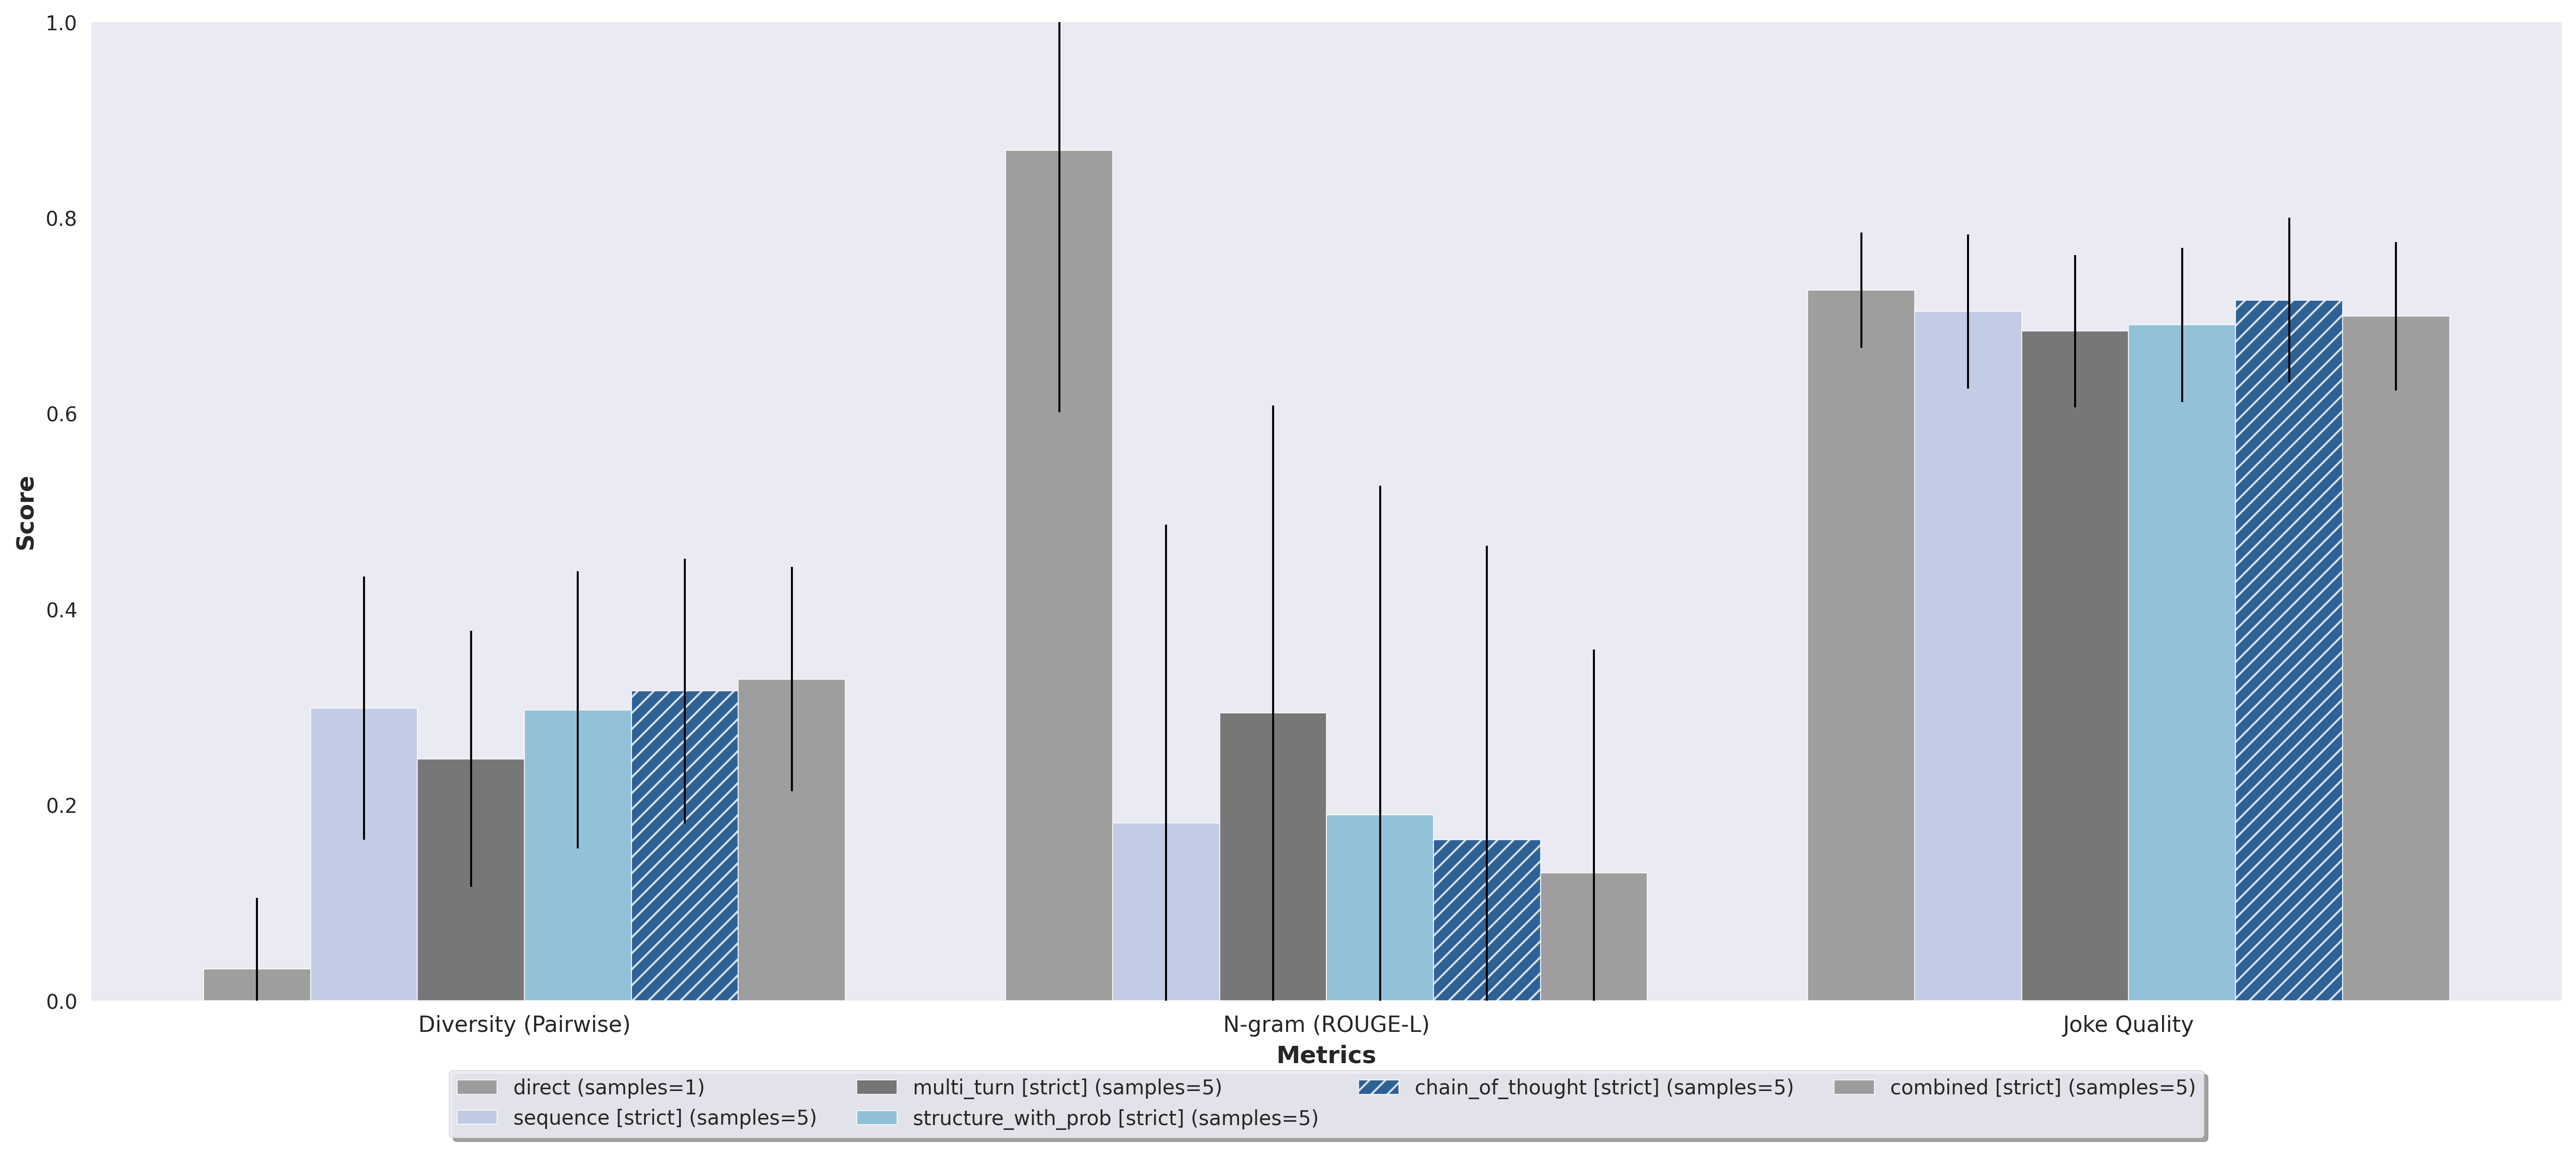 1.0
0.8
0.6
0.4
0.2
0.0
Score
Diversity (Pairwise)
N-gram (ROUGE-L)
Joke Quality
Metrics
direct (samples=1)
sequence [strict] (samples=5)
multi_turn [strict] (samples=5)
structure_with_prob [strict] (samples=5)
chain_of_thought [strict] (samples=5)
combined [strict] (samples=5)